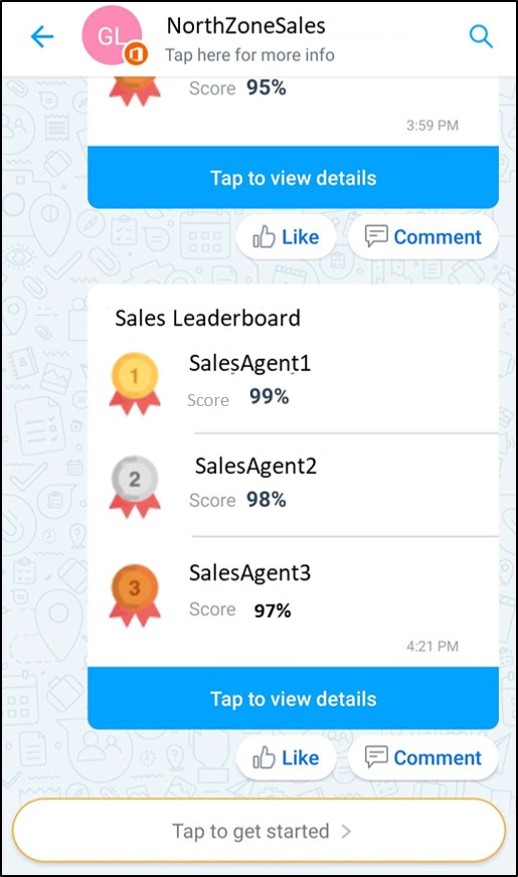 GL
NorthZoneSales
Tap here for more info
Score 95%
3:59 PM
Tap to view details
Like
Comment
Sales Leaderboard
1
SalesAgent1
Score 99%
2
SalesAgent2
Score 98%
3
SalesAgent3
Score 97%
4:21 PM
Tap to view details
Like
Comment
Tap to get started